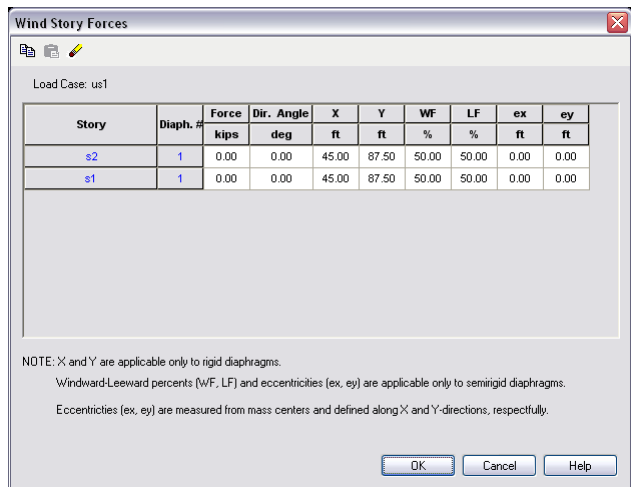 Wind Story Forces
Load Case: us1
Story Diaph. # Force Dir. Angle X Y WF LF ex ey
kips deg ft ft % % ft ft
s2 1 0.00 0.00 45.00 87.50 50.00 50.00 0.00 0.00
s1 1 0.00 0.00 45.00 87.50 50.00 50.00 0.00 0.00
NOTE: X and Y are applicable only to rigid diaphragms.
Windward-Leeward percents (WF, LF) and eccentricities (ex, ey) are applicable only to semirigid diaphragms.
Eccentricties (ex, ey) are measured from mass centers and defined along X and Y-directions, respectfully.
OK Cancel Help